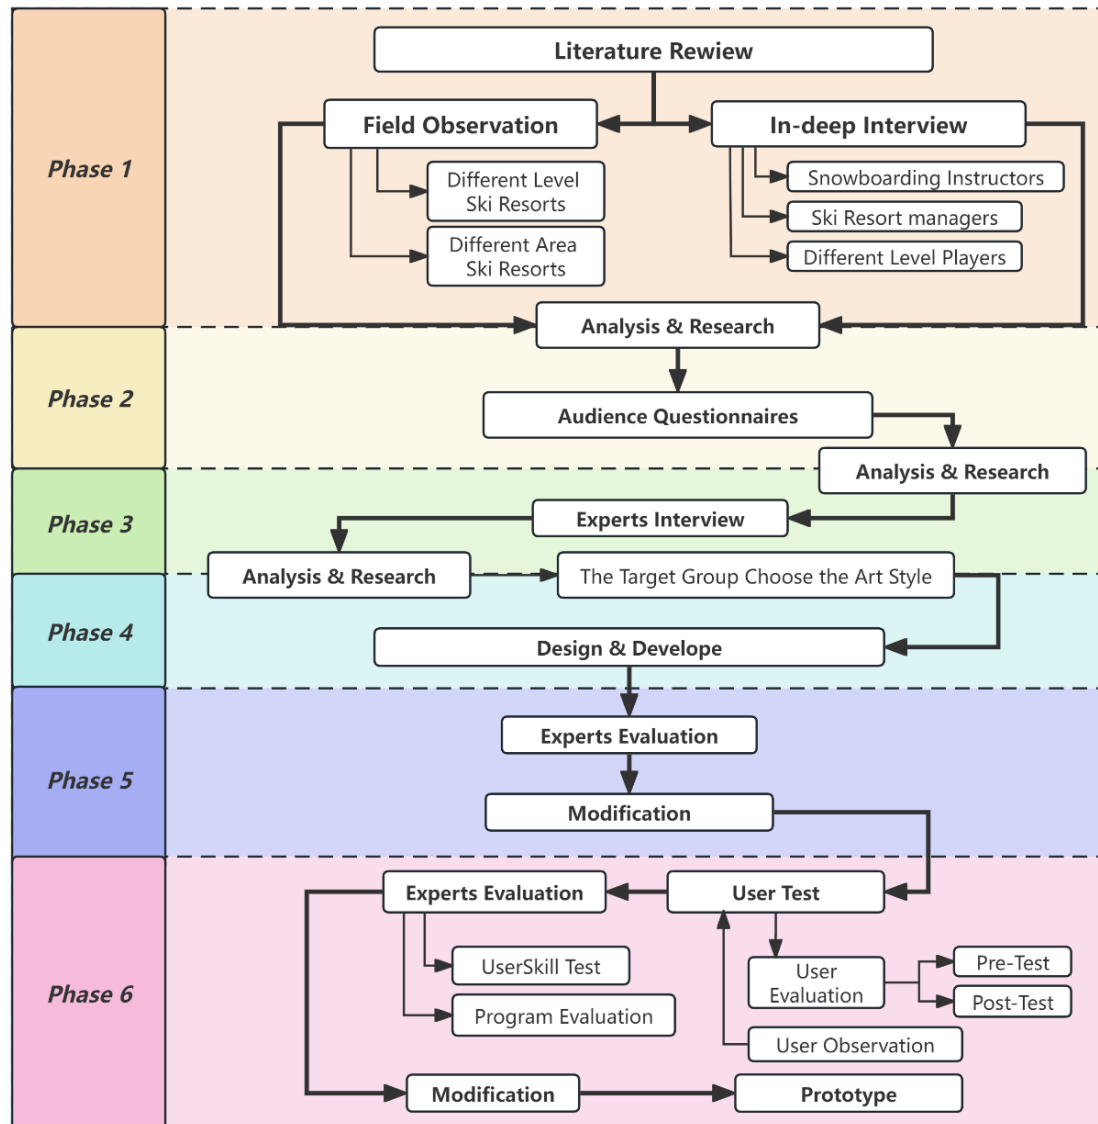 Phase 1
Literature Rewiew
Field Observation
In-deep Interview
Different Level
Ski Resorts
Different Area
Ski Resorts
Snowboarding Instructors
Ski Resort managers
Different Level Players
Analysis & Research
Phase 2
Audience Questionnaires
Analysis & Research
Phase 3
Experts Interview
Analysis & Research
The Target Group Choose the Art Style
Phase 4
Design & Develope
Phase 5
Experts Evaluation
Modification
Phase 6
Experts Evaluation
User Test
UserSkill Test
Program Evaluation
User
Evaluation
Pre-Test
Post-Test
User Observation
Modification
Prototype